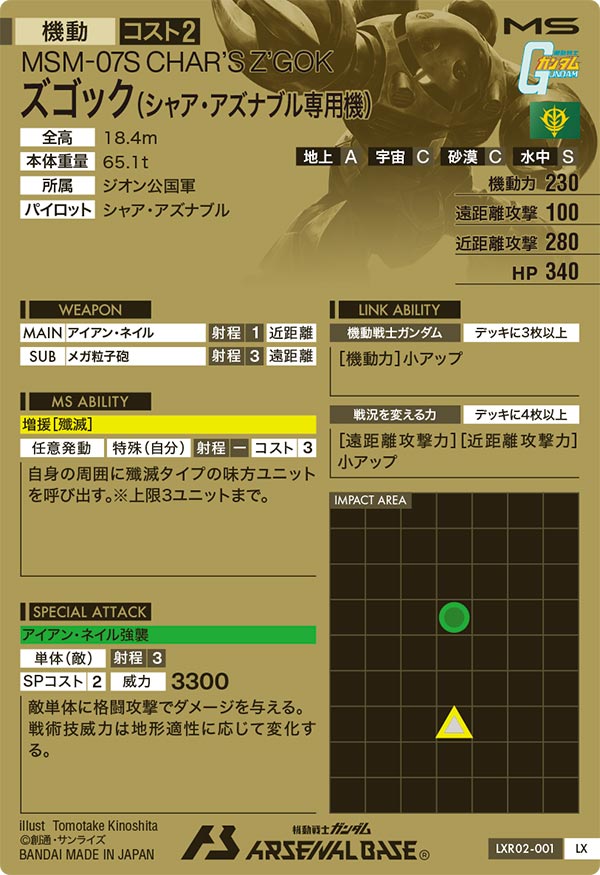 機動 コスト2 MS
MSM-07S CHAR'S Z'GOK
ズゴック(シャア・アズナブル専用機)
機動戦士ガンダム GUNDAM
全高 18.4m
本体重量 65.1t
所属 ジオン公国軍
パイロット シャア・アズナブル
地上 A 宇宙 C 砂漠 C 水中 S
機動力 230
遠距離攻撃 100
近距離攻撃 280
HP 340
WEAPON
MAIN アイアン・ネイル 射程 1 近距離
SUB メガ粒子砲 射程 3 遠距離
MS ABILITY
増援[殲滅]
任意発動 特殊(自分) 射程 ー コスト 3
自身の周囲に殲滅タイプの味方ユニット
を呼び出す。※上限3ユニットまで。
SPECIAL ATTACK
アイアン・ネイル強襲
単体(敵) 射程 3
SPコスト 2 威力 3300
敵単体に格闘攻撃でダメージを与える。
戦術技威力は地形適性に応じて変化す
る。
LINK ABILITY
機動戦士ガンダム デッキに3枚以上
[機動力]小アップ
戦況を変える力 デッキに4枚以上
[遠距離攻撃力][近距離攻撃力]
小アップ
IMPACT AREA
illust Tomotake Kinoshita
©創通・サンライズ
BANDAI MADE IN JAPAN
機動戦士ガンダム
ARSENAL BASE®
LXR02-001 LX